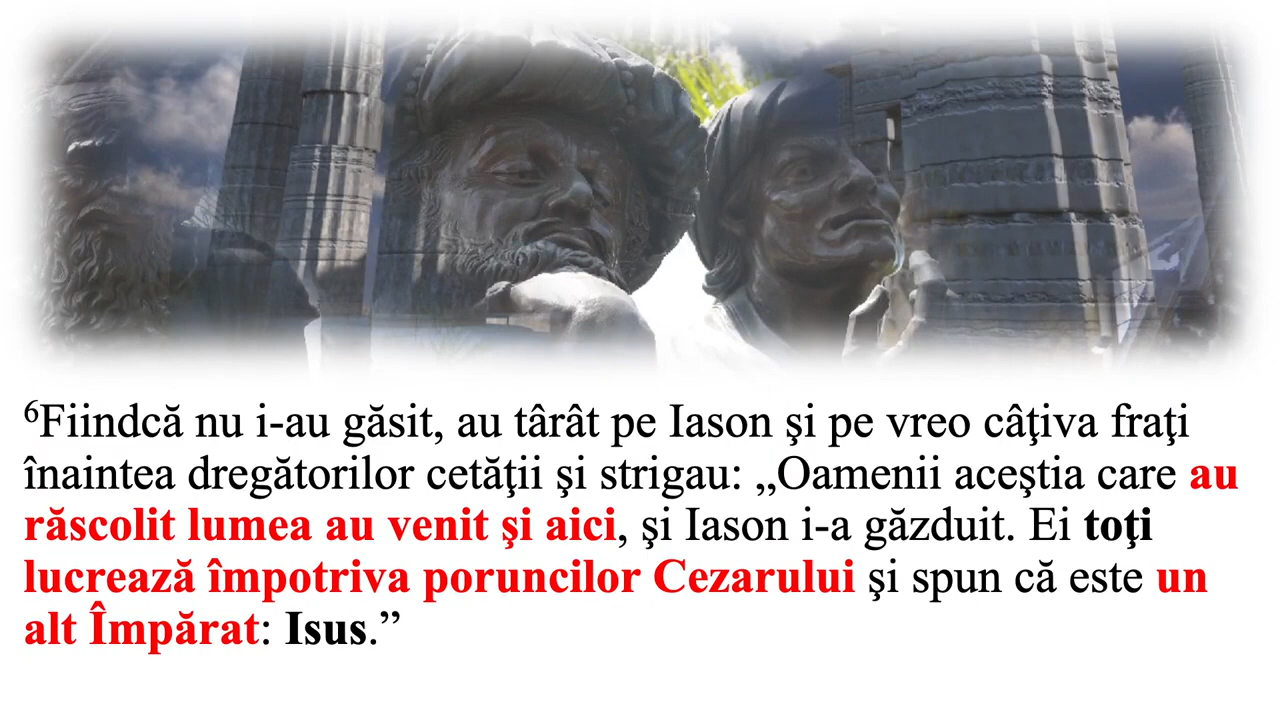 ⁶Fiindcă nu i-au găsit, au târât pe Iason şi pe vreo câţiva fraţi
înaintea dregătorilor cetăţii şi strigau: „Oamenii aceştia care au
răscolit lumea au venit şi aici, şi Iason i-a găzduit. Ei toţi
lucrează împotriva poruncilor Cezarului şi spun că este un
alt Împărat: Isus.”